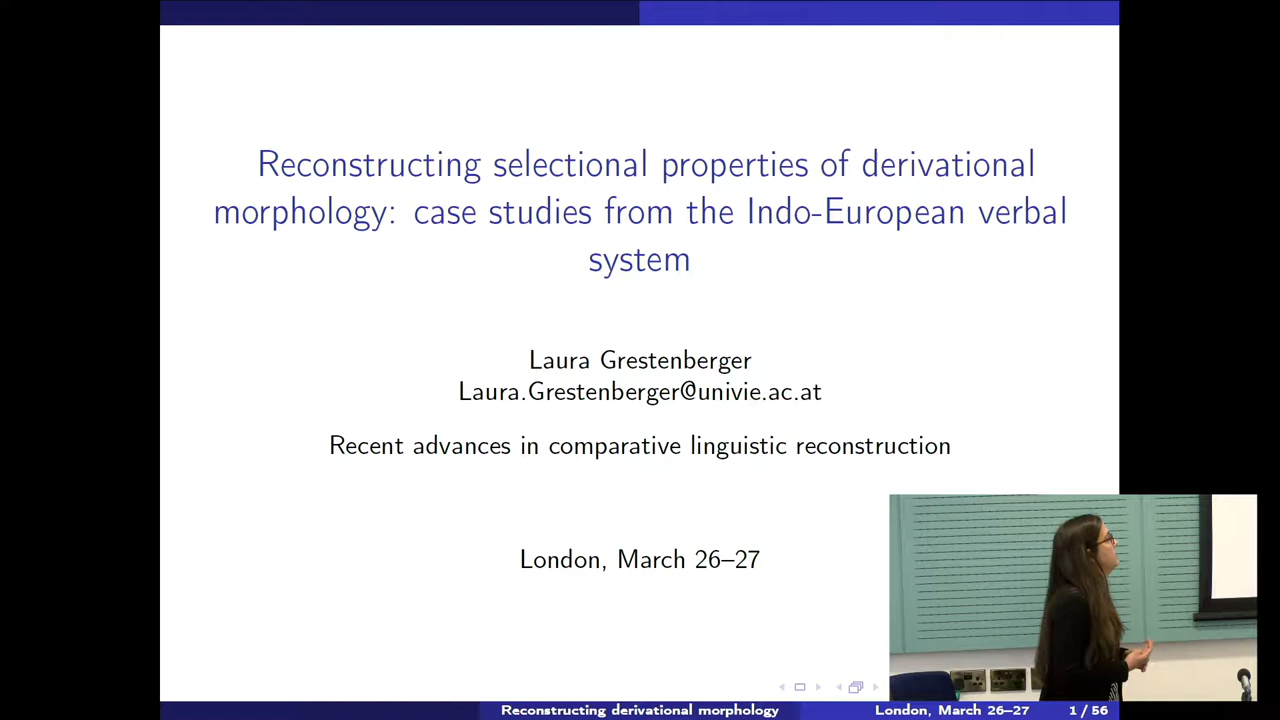 Reconstructing selectional properties of derivational
morphology: case studies from the Indo-European verbal
system
Laura Grestenberger
Laura.Grestenberger@univie.ac.at
Recent advances in comparative linguistic reconstruction
London, March 26–27
Reconstructing derivational morphology London, March 26–27 1 / 56